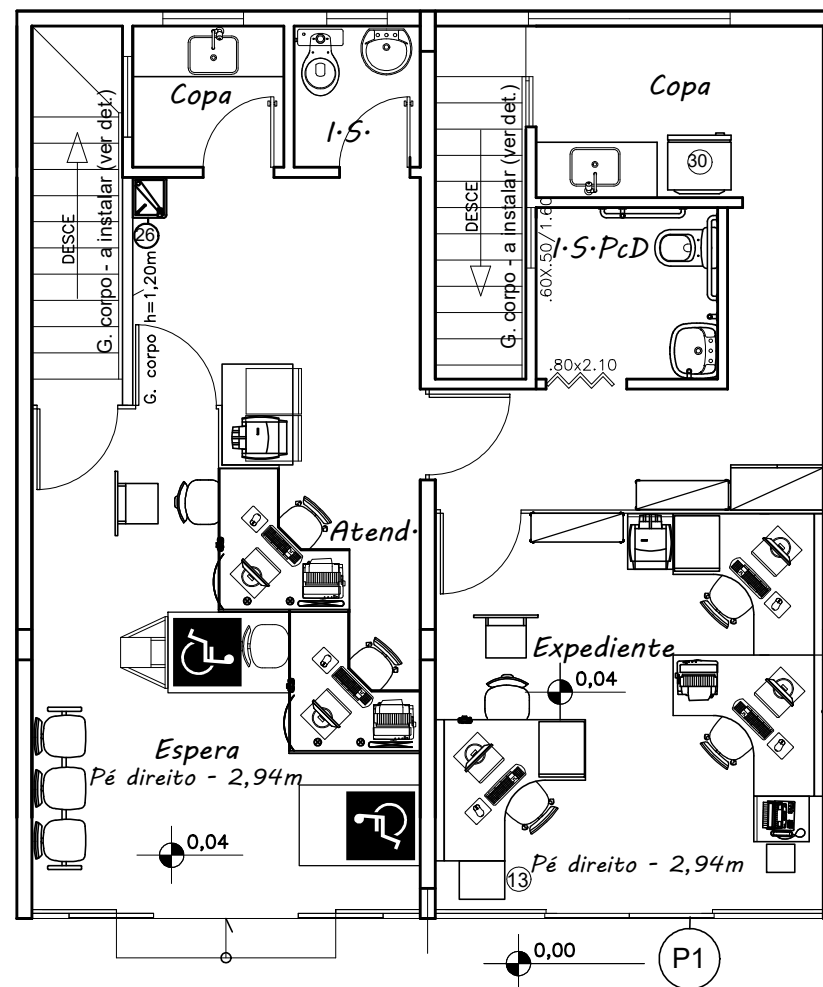 Copa
I.S.
Copa
G. corpo - a instalar (ver det.)
DESCE
26
G. corpo h=1,20m
DESCE
G. corpo - a instalar (ver det.)
30
I.S.PcD
.60X.50/1.60
.80x2.10
Atend.
Expediente
0,04
Espera
Pé direito - 2,94m
0,04
13
Pé direito - 2,94m
0,00
P1